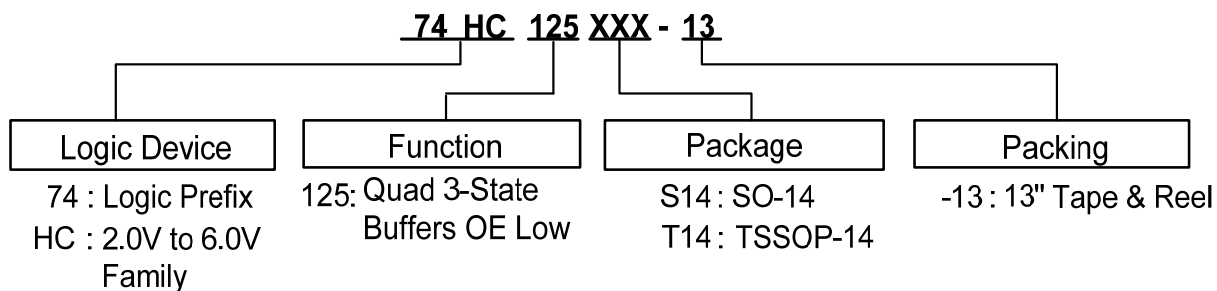 74 HC 125 XXX - 13
Logic Device
74 : Logic Prefix
HC : 2.0V to 6.0V
Family
Function
125: Quad 3-State
Buffers OE Low
Package
S14 : SO-14
T14 : TSSOP-14
Packing
-13 : 13" Tape & Reel